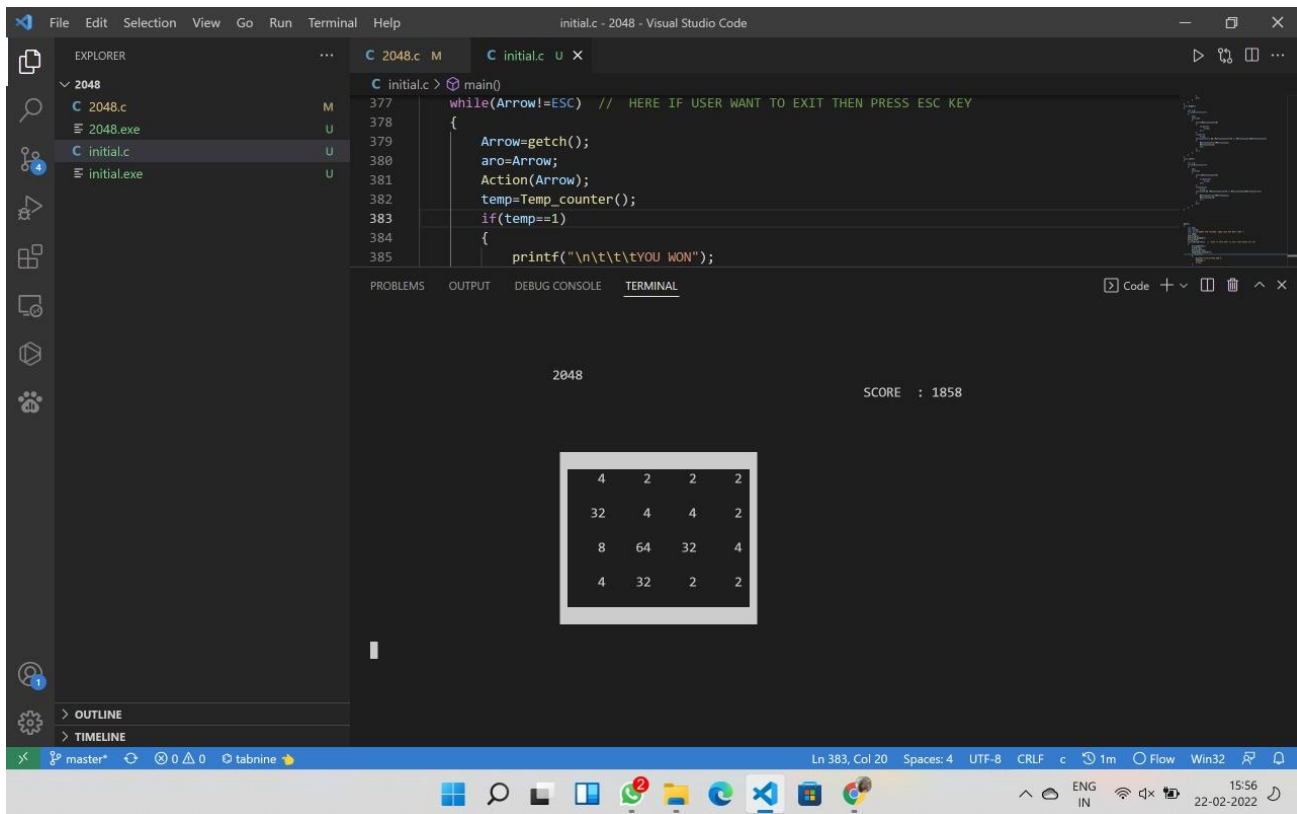 File Edit Selection View Go Run Terminal Help
initial.c - 2048 - Visual Studio Code
EXPLORER
2048
C 2048.c M
2048.exe U
C initial.c U
initial.exe U
OUTLINE
TIMELINE
C 2048.c M C initial.c U
C initial.c > main()
377 while(Arrow!=ESC) // HERE IF USER WANT TO EXIT THEN PRESS ESC KEY
378 {
379 Arrow=getch();
380 aro=Arrow;
381 Action(Arrow);
382 temp=Temp_counter();
383 if(temp==1)
384 {
385 printf("\n\t\t\tYOU WON");
PROBLEMS OUTPUT DEBUG CONSOLE TERMINAL
Code
2048
SCORE : 1858
4 2 2 2
32 4 4 2
8 64 32 4
4 32 2 2
4
1
master* 0 0 tabnine
Ln 383, Col 20 Spaces: 4 UTF-8 CRLF c 1m Flow Win32
2
ENG
IN
15:56
22-02-2022